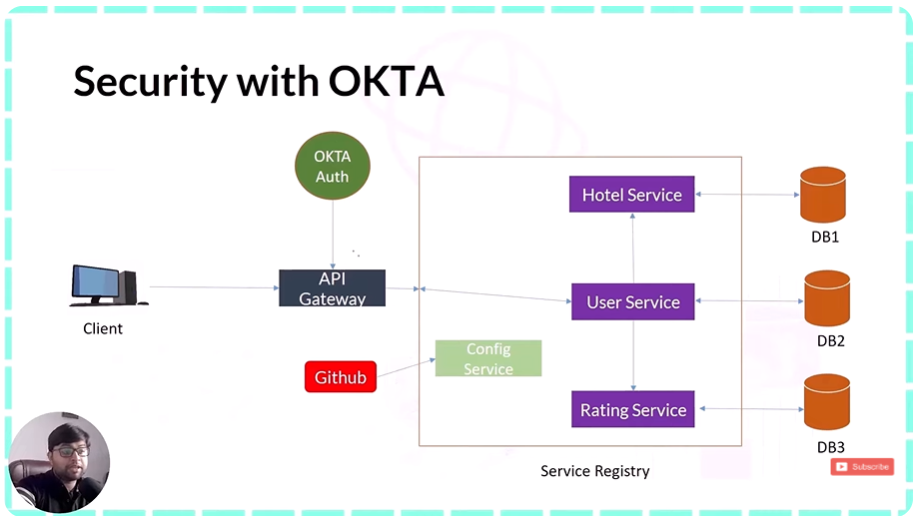 Security with OKTA
OKTA
Auth
Hotel Service
DB1
API
Gateway
User Service
Client
DB2
Config
Service
Github
Rating Service
DB3
Subscribe
Service Registry